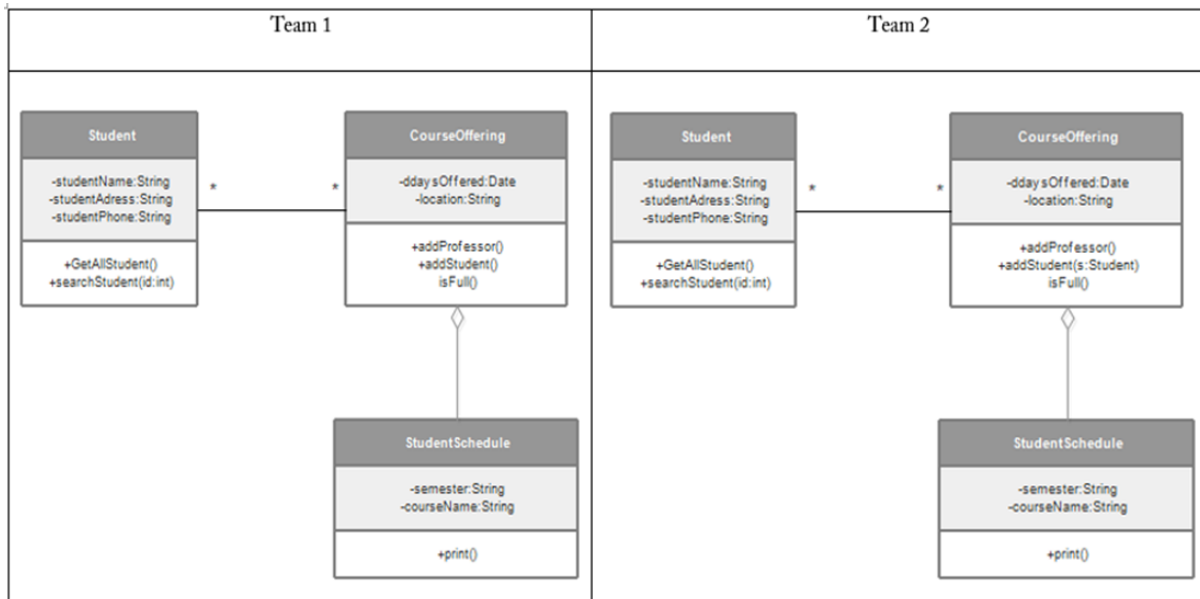 Team 1
Student
-studentName:String
-studentAdress:String
-studentPhone:String
+GetAllStudent()
+searchStudent(id:int)
*
*
CourseOffering
-ddaysOffered:Date
-location:String
+addProfessor()
+addStudent()
isFull()
StudentSchedule
-semester:String
-courseName:String
+print()
Team 2
Student
-studentName:String
-studentAdress:String
-studentPhone:String
+GetAllStudent()
+searchStudent(id:int)
*
*
CourseOffering
-ddaysOffered:Date
-location:String
+addProfessor()
+addStudent(s:Student)
isFull()
StudentSchedule
-semester:String
-courseName:String
+print()